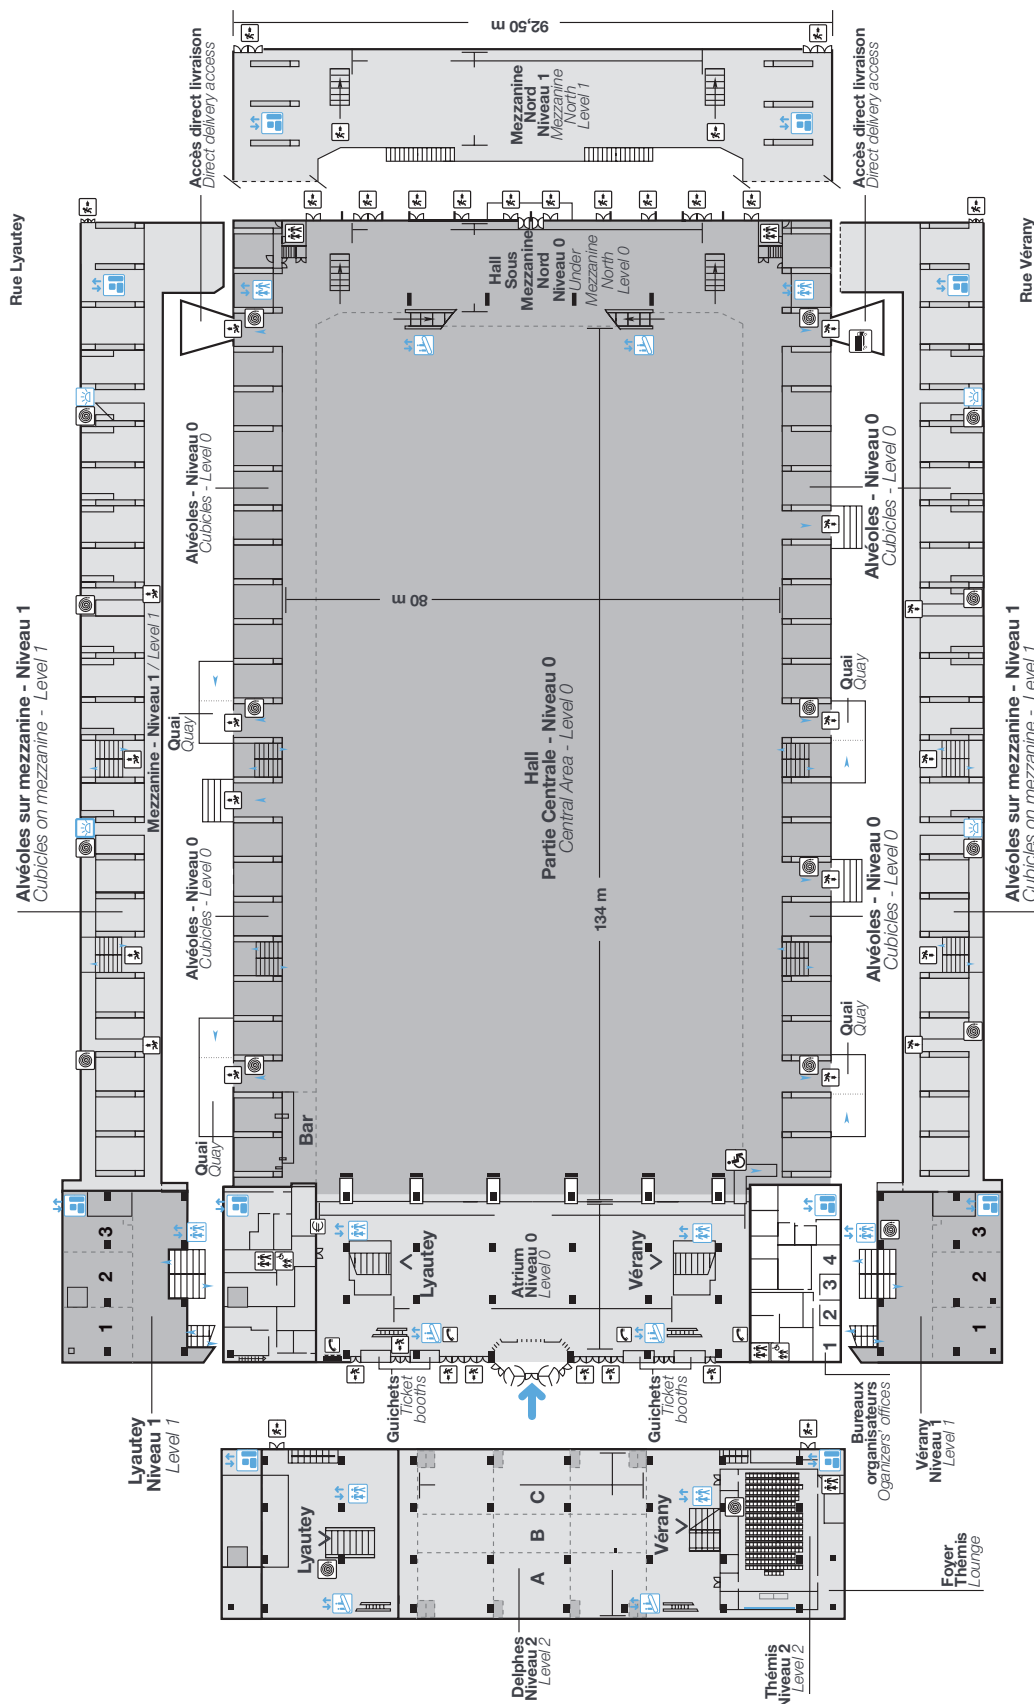 Rue Lyautey
Alvéoles sur mezzanine - Niveau 1
Cubicles on mezzanine - Level 1
Mezzanine - Niveau 1 / Level 1
Accès direct livraison
Direct delivery access
Alvéoles - Niveau 0
Cubicles - Level 0
Quai
Quay
Alvéoles - Niveau 0
Cubicles - Level 0
Quai
Quay
Lyautey
Niveau 1
Level 1
1
2
3
92,50 m
Mezzanine
Nord
Niveau 1
Mezzanine
North
Level 1
Hall
Sous
Mezzanine
Nord
Niveau 0
Under
Mezzanine
North
Level 0
80 m
Hall
Partie Centrale - Niveau 0
Central Area - Level 0
134 m
Bar
€
Lyautey
Atrium
Niveau 0
Level 0
Vérany
Guichets
Ticket
booths
Guichets
Ticket
booths
1
2
3
4
Bureaux
organisateurs
Oganizers' offices
Lyautey
A
B
C
Vérany
Delphes
Niveau 2
Level 2
Thémis
Niveau 2
Level 2
Foyer
Thémis
Lounge
Accès direct livraison
Direct delivery access
Alvéoles - Niveau 0
Cubicles - Level 0
Quai
Quay
Alvéoles - Niveau 0
Cubicles - Level 0
Quai
Quay
Vérany
Niveau 1
Level 1
1
2
3
Alvéoles sur mezzanine - Niveau 1
Cubicles on mezzanine - Level 1
Rue Vérany